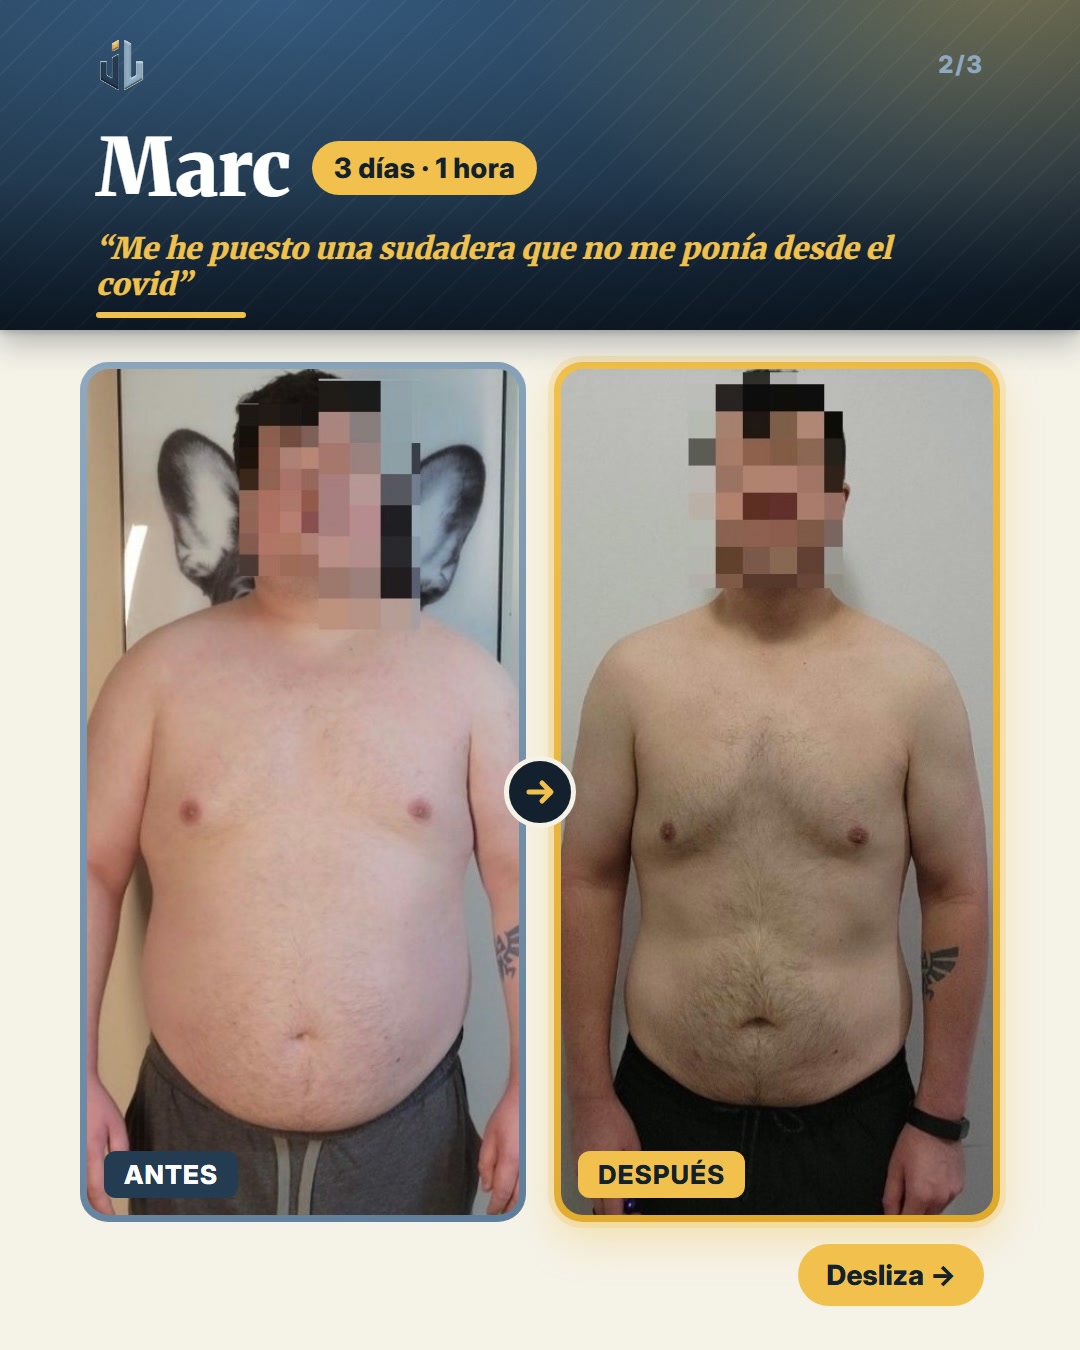 2/3
Marc
3 días · 1 hora
“Me he puesto una sudadera que no me ponía desde el
covid”
ANTES
DESPUÉS
Desliza →